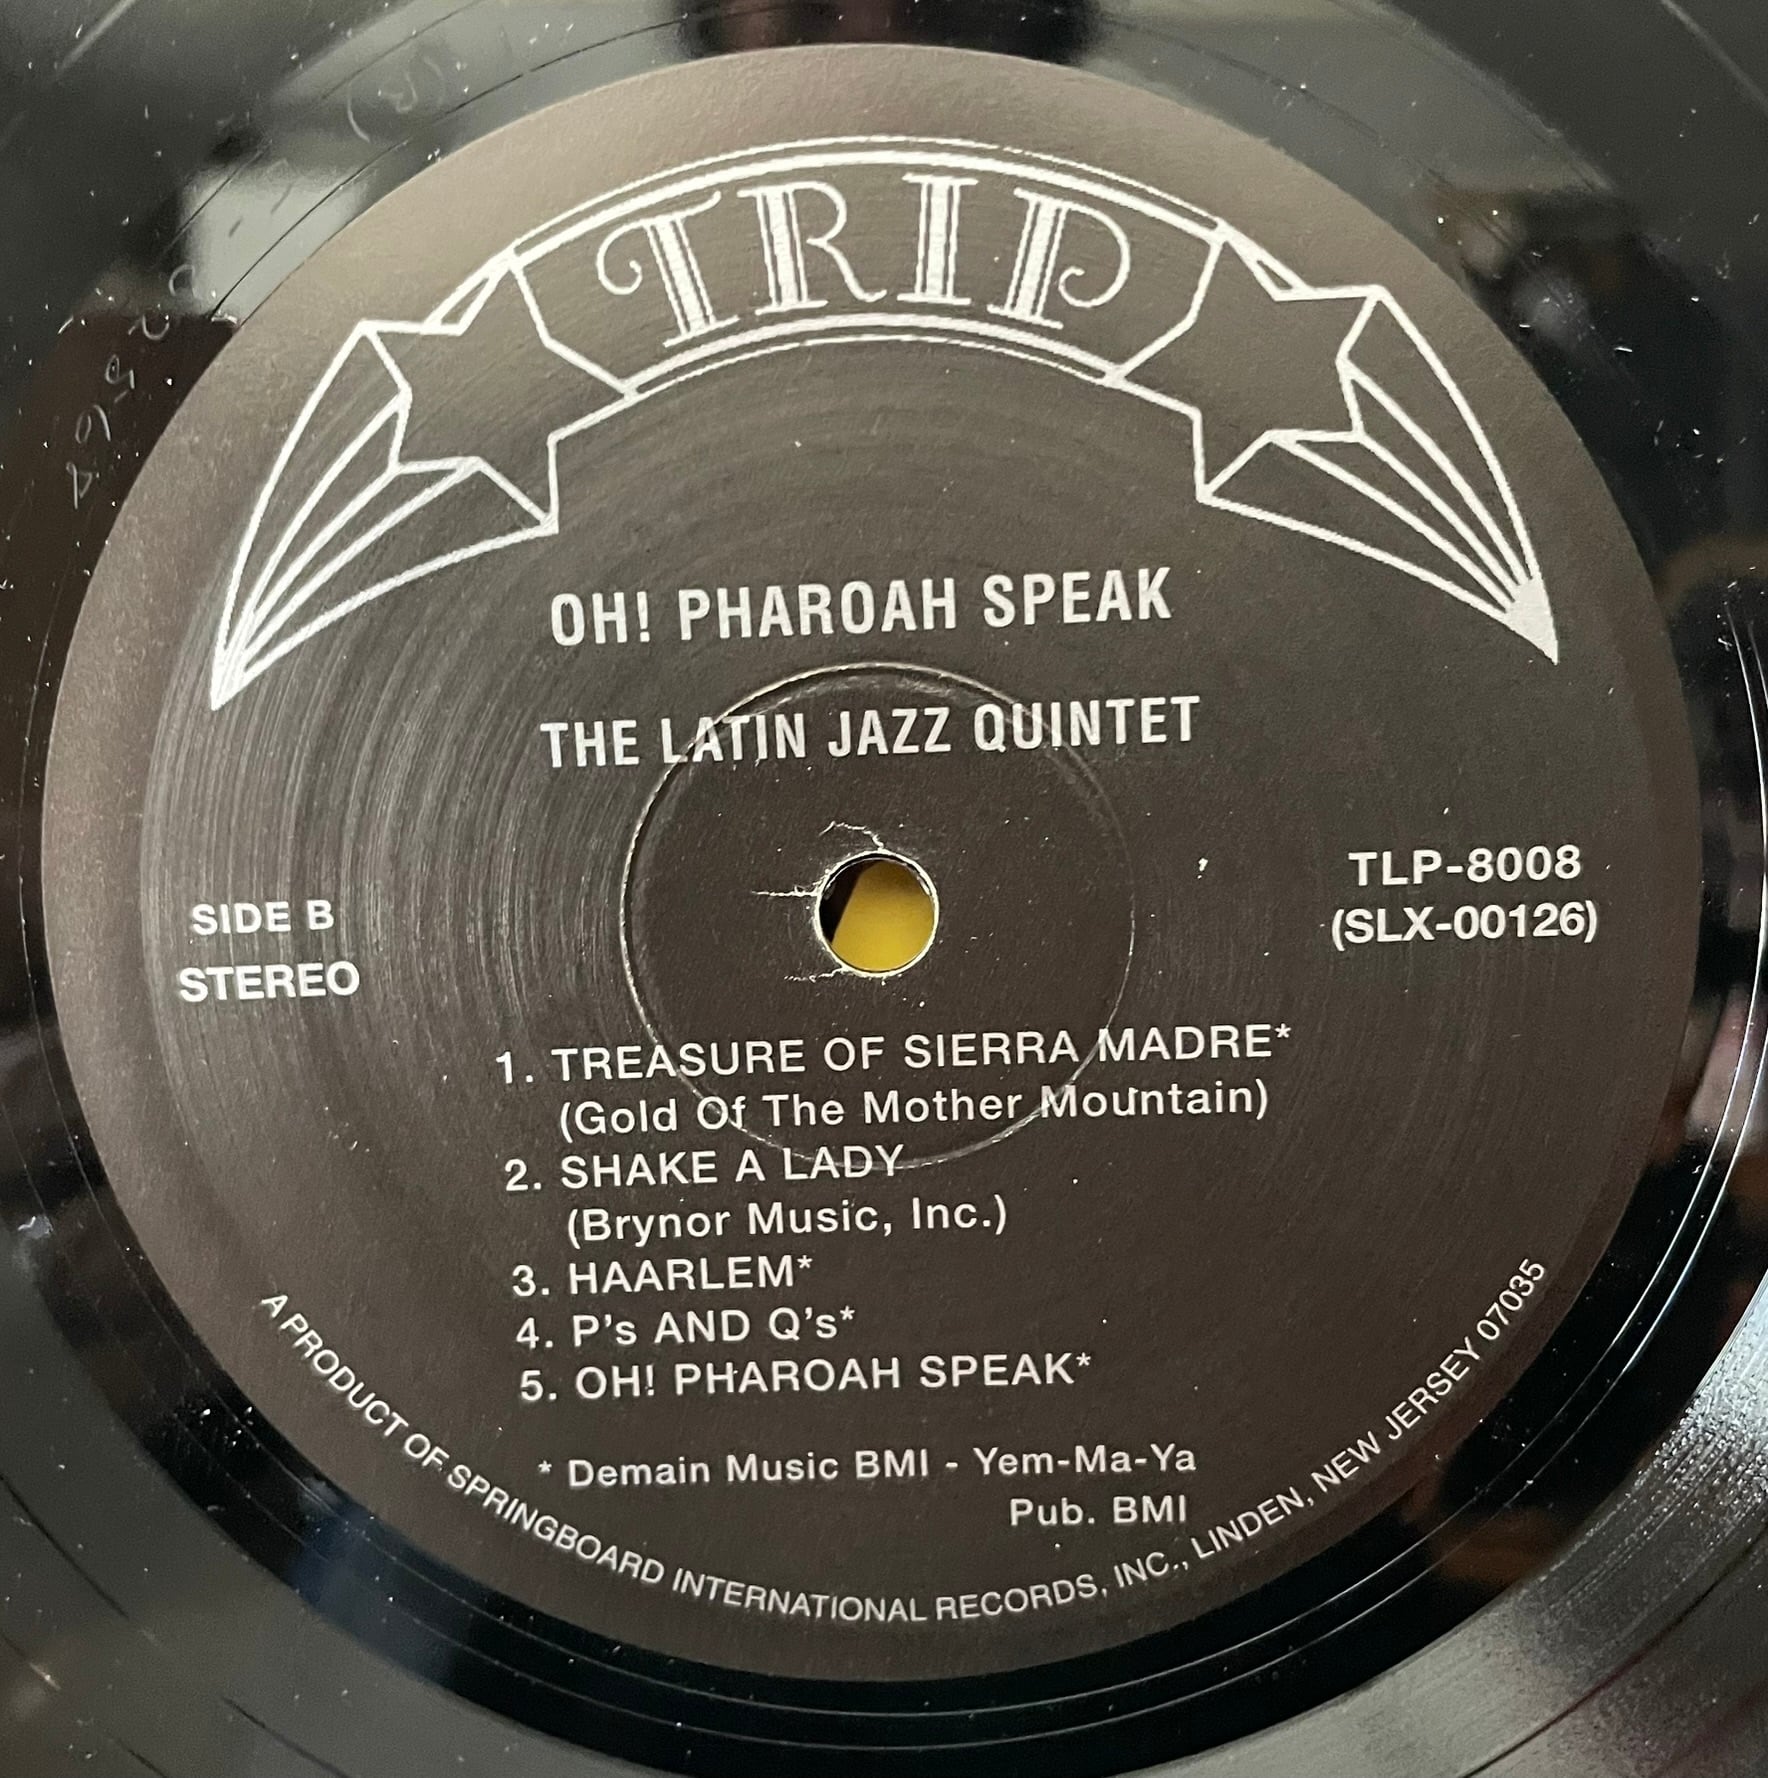 TRIP
OH! PHAROAH SPEAK
THE LATIN JAZZ QUINTET
SIDE B
STEREO
TLP-8008
(SLX-00126)
1. TREASURE OF SIERRA MADRE*
(Gold Of The Mother Mountain)
2. SHAKE A LADY
(Brynor Music, Inc.)
3. HAARLEM*
4. P's AND Q's*
5. OH! PHAROAH SPEAK*
* Demain Music BMI - Yem-Ma-Ya
Pub. BMI
A PRODUCT OF SPRINGBOARD INTERNATIONAL RECORDS, INC., LINDEN, NEW JERSEY 07035